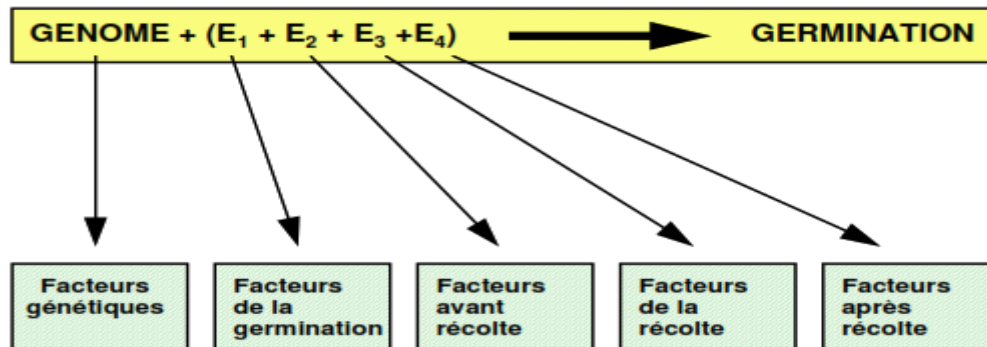 GENOME + (E₁ + E₂ + E₃ +E₄) GERMINATION
Facteurs
génétiques
Facteurs
de la
germination
Facteurs
avant
récolte
Facteurs
de la
récolte
Facteurs
après
récolte